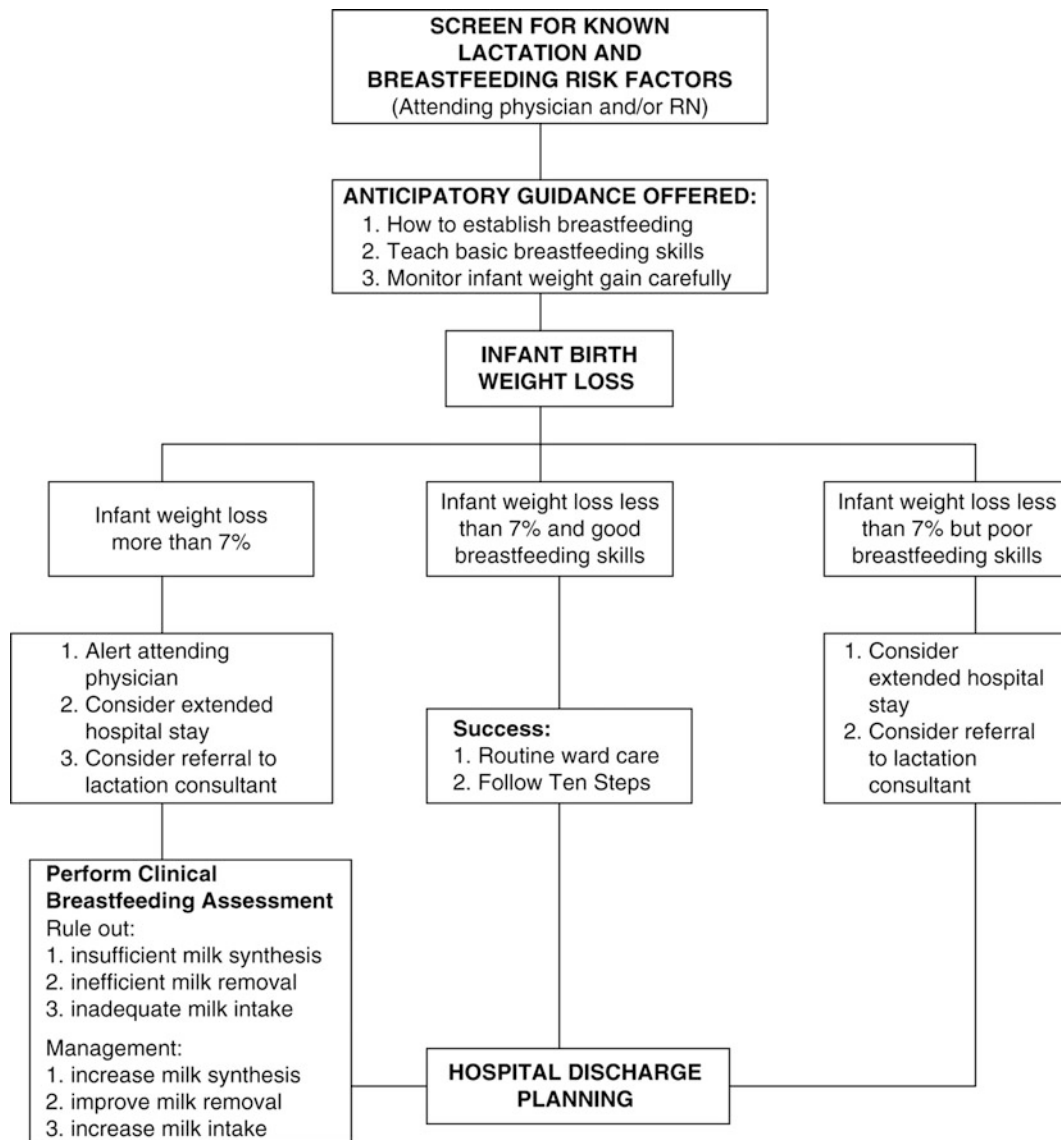 SCREEN FOR KNOWN
LACTATION AND
BREASTFEEDING RISK FACTORS
(Attending physician and/or RN)
ANTICIPATORY GUIDANCE OFFERED:
1. How to establish breastfeeding
2. Teach basic breastfeeding skills
3. Monitor infant weight gain carefully
INFANT BIRTH
WEIGHT LOSS
Infant weight loss
more than 7%
Infant weight loss less
than 7% and good
breastfeeding skills
Infant weight loss less
than 7% but poor
breastfeeding skills
1. Alert attending
physician
2. Consider extended
hospital stay
3. Consider referral to
lactation consultant
Success:
1. Routine ward care
2. Follow Ten Steps
1. Consider
extended hospital
stay
2. Consider referral
to lactation
consultant
Perform Clinical
Breastfeeding Assessment
Rule out:
1. insufficient milk synthesis
2. inefficient milk removal
3. inadequate milk intake
Management:
1. increase milk synthesis
2. improve milk removal
3. increase milk intake
HOSPITAL DISCHARGE
PLANNING